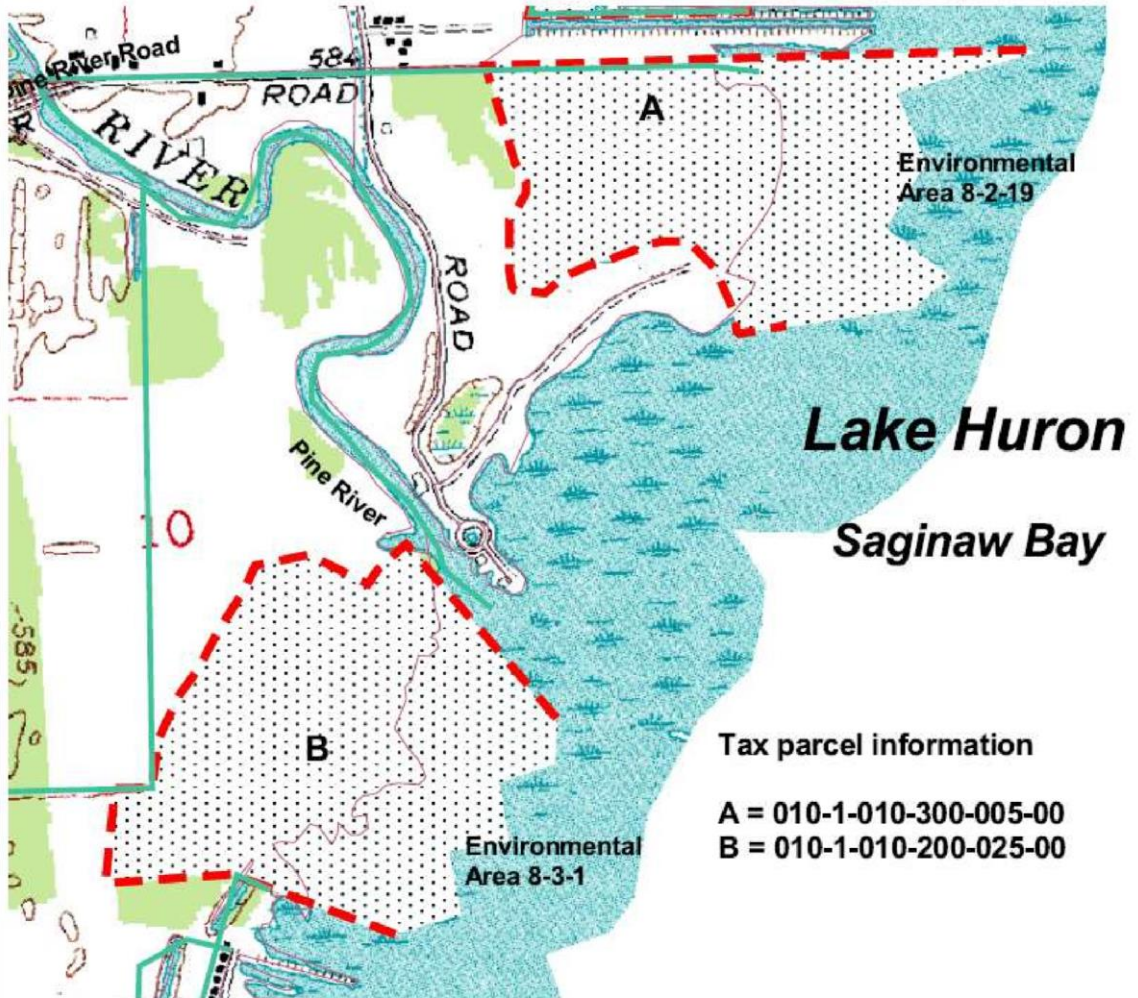 Pine River Road
584
ROAD
RIVER
A
Environmental
Area 8-2-19
ROAD
Lake Huron
Pine River
10
Saginaw Bay
585
B
Tax parcel information
A = 010-1-010-300-005-00
B = 010-1-010-200-025-00
Environmental
Area 8-3-1